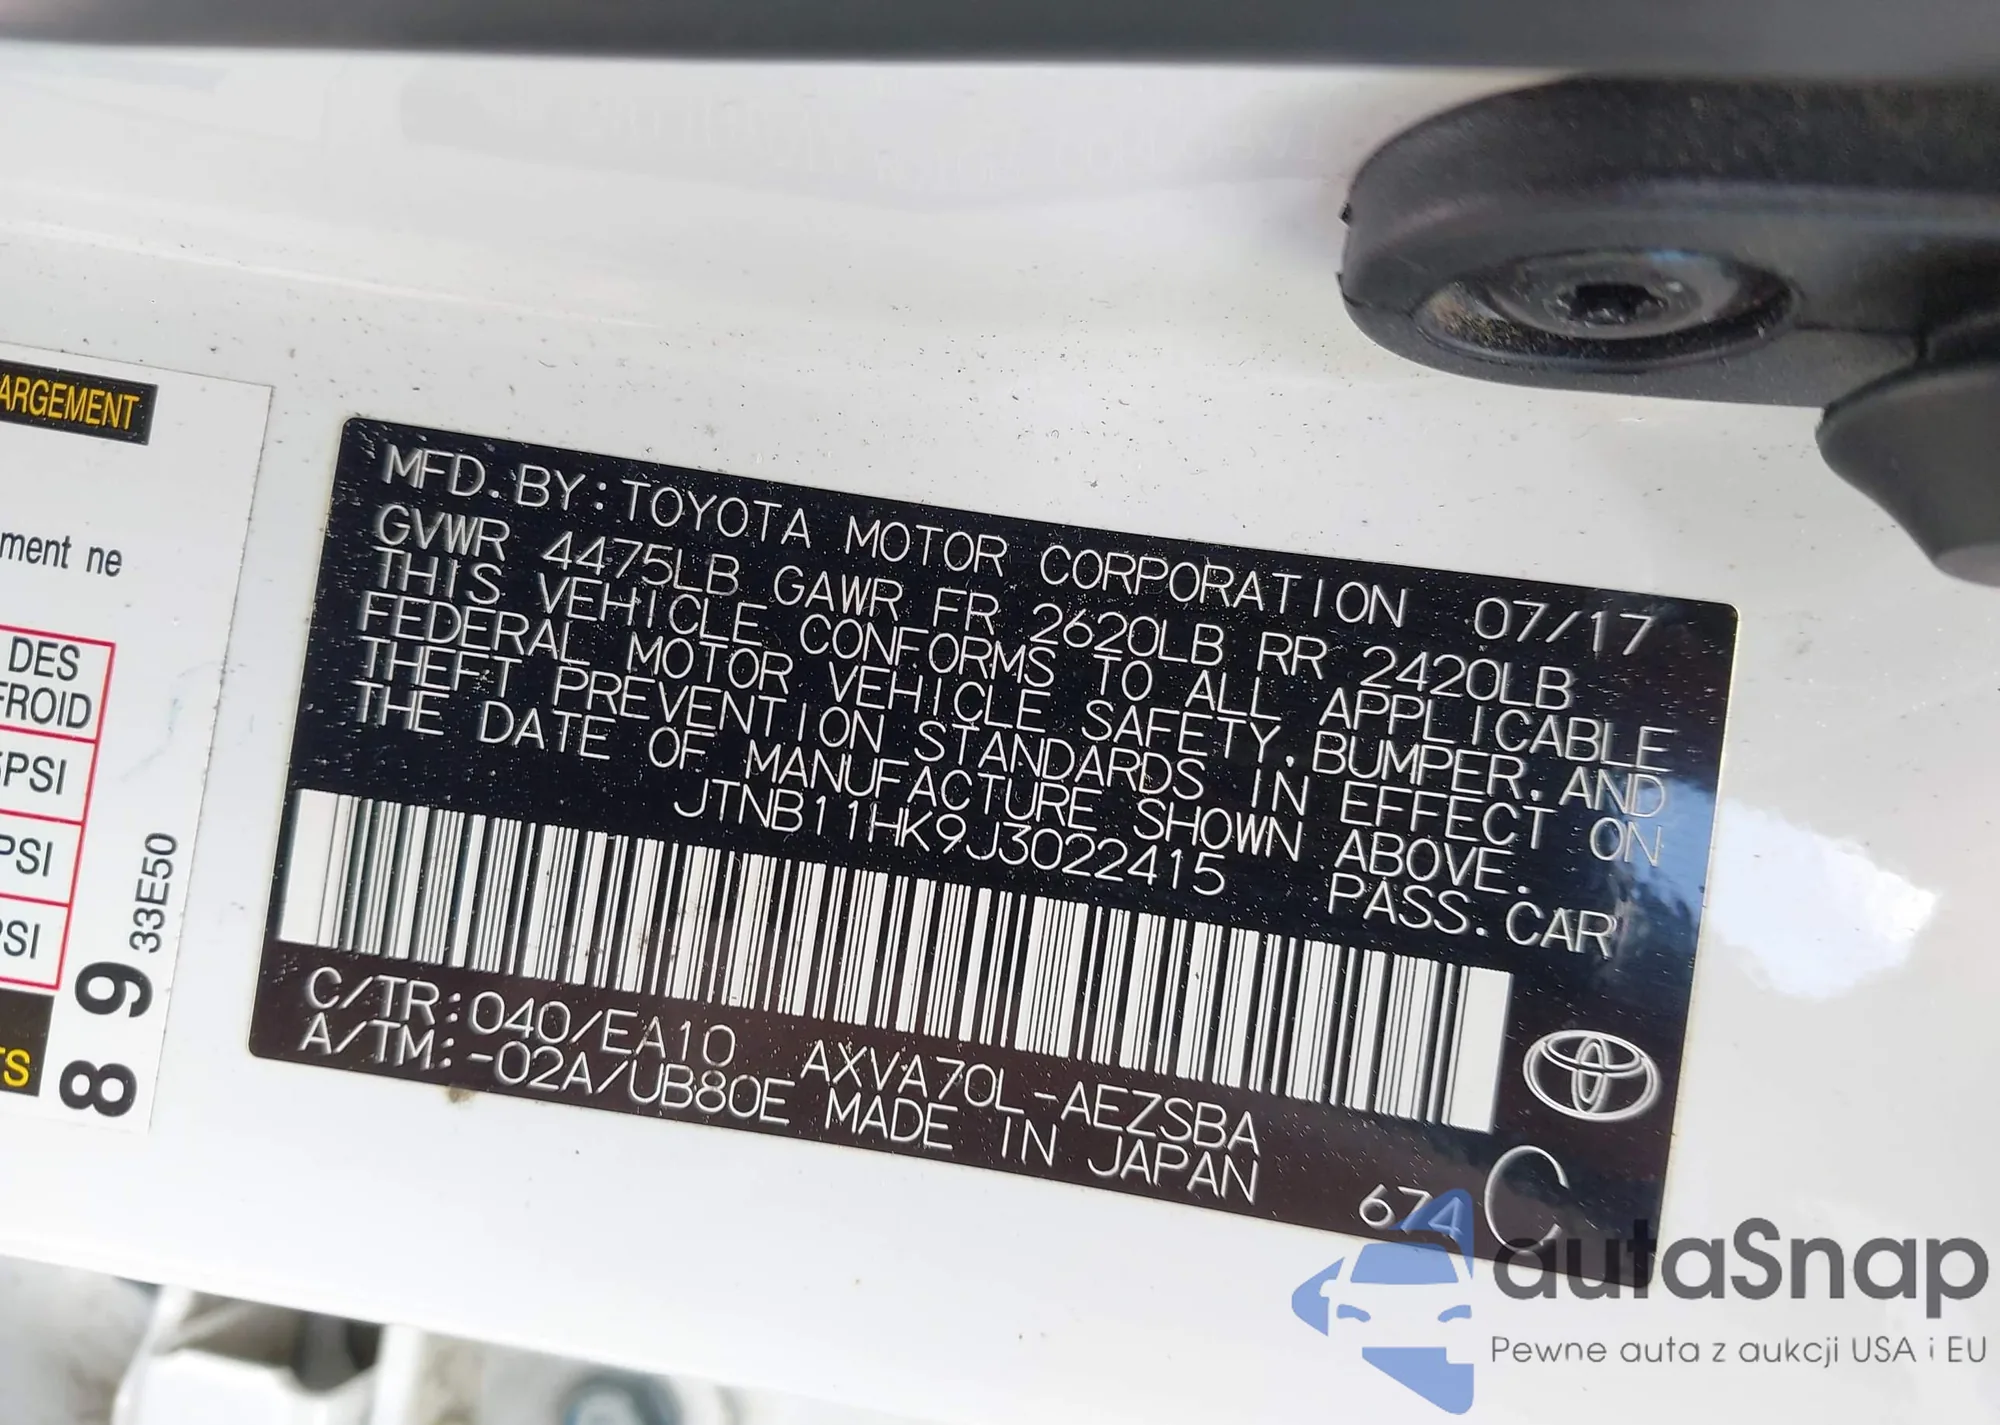 MFD.BY:TOYOTA MOTOR CORPORATION 07/17
GVWR 4475LB GAWR FR 2620LB RR 2420LB
THIS VEHICLE CONFORMS TO ALL APPLICABLE
FEDERAL MOTOR VEHICLE SAFETY,BUMPER,AND
THEFT PREVENTION STANDARDS IN EFFECT ON
THE DATE OF MANUFACTURE SHOWN ABOVE.
JTNB11HK9J3022415 PASS.CAR
C/TR:040/EA10 AXVA70L-AEZSBA
A/TM:-02A/UB80E MADE IN JAPAN
674 C
ARGEMENT
ment ne
DES
FROID
PSI
PSI
PSI
TS
33E50
89
autaSnap
Pewne auta z aukcji USA i EU